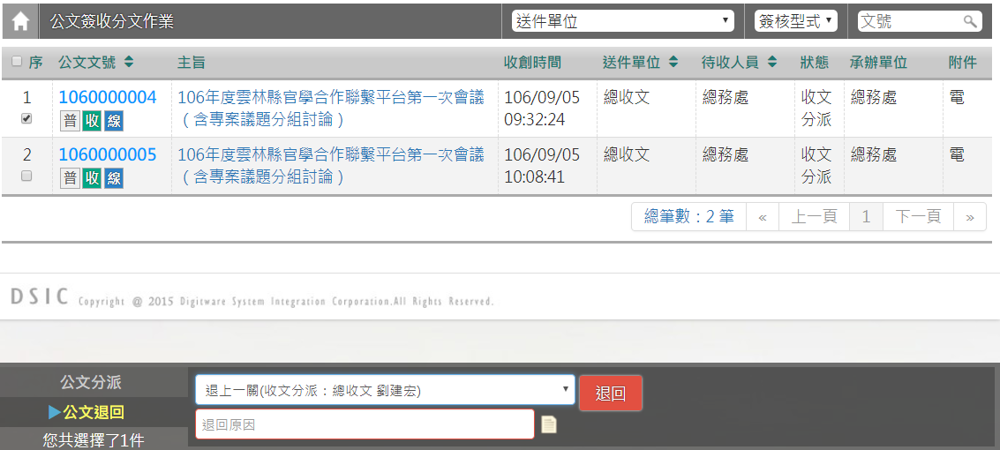 公文簽收分文作業 送件單位 簽核型式 文號
序 公文文號 主旨 收創時間 送件單位 待收人員 狀態 承辦單位 附件
1 1060000004 106年度雲林縣官學合作聯繫平台第一次會議 106/09/05 總收文 總務處 收文 總務處 電
普 收 線 （含專案議題分組討論） 09:32:24 分派
2 1060000005 106年度雲林縣官學合作聯繫平台第一次會議 106/09/05 總收文 總務處 收文 總務處 電
普 收 線 （含專案議題分組討論） 10:08:41 分派
總筆數：2 筆 « 上一頁 1 下一頁 »
DSIC Copyright @ 2015 Digitware System Integration Corporation.All Rights Reserved.
公文分派 退上一關(收文分派：總收文 劉建宏) 退回
公文退回 退回原因
您共選擇了1件